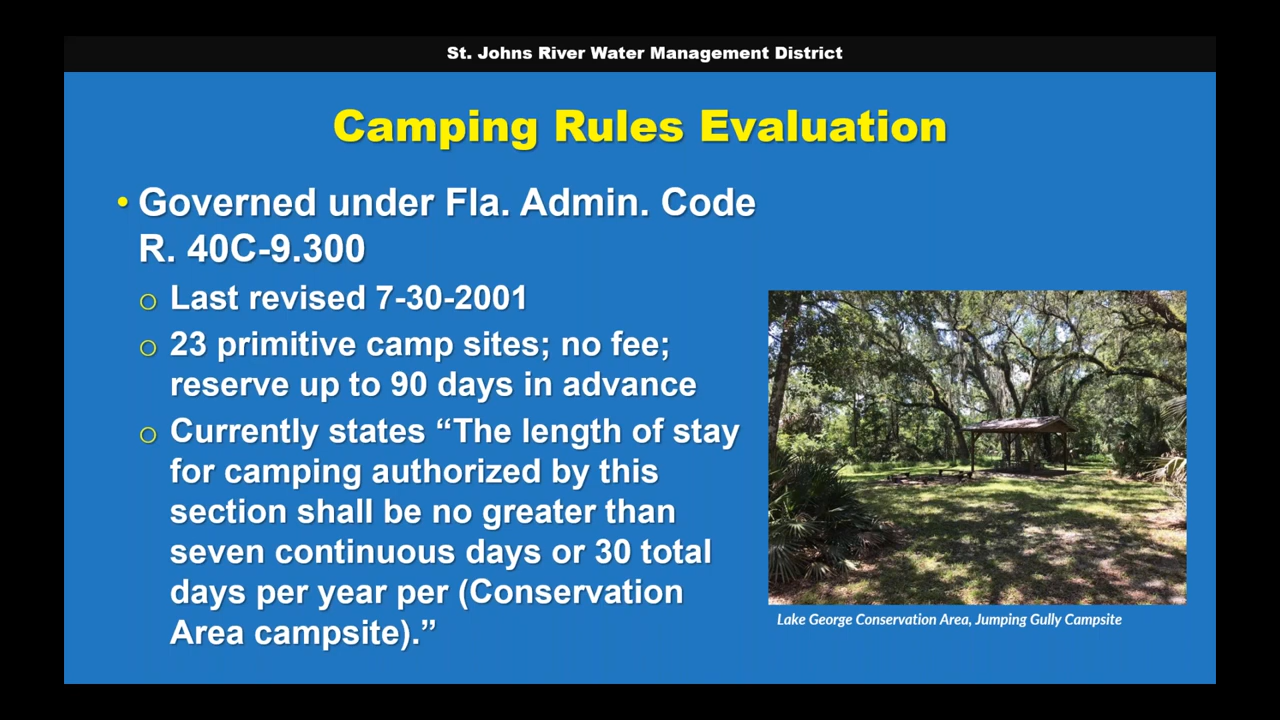 St. Johns River Water Management District
Camping Rules Evaluation
• Governed under Fla. Admin. Code
R. 40C-9.300
o Last revised 7-30-2001
o 23 primitive camp sites; no fee;
reserve up to 90 days in advance
o Currently states “The length of stay
for camping authorized by this
section shall be no greater than
seven continuous days or 30 total
days per year per (Conservation
Area campsite).”
Lake George Conservation Area, Jumping Gully Campsite